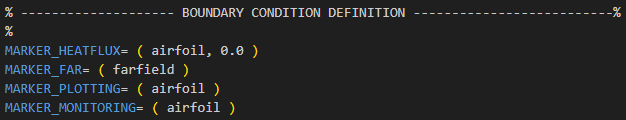 % -------------------- BOUNDARY CONDITION DEFINITION --------------------------%
%
MARKER_HEATFLUX= ( airfoil, 0.0 )
MARKER_FAR= ( farfield )
MARKER_PLOTTING= ( airfoil )
MARKER_MONITORING= ( airfoil )